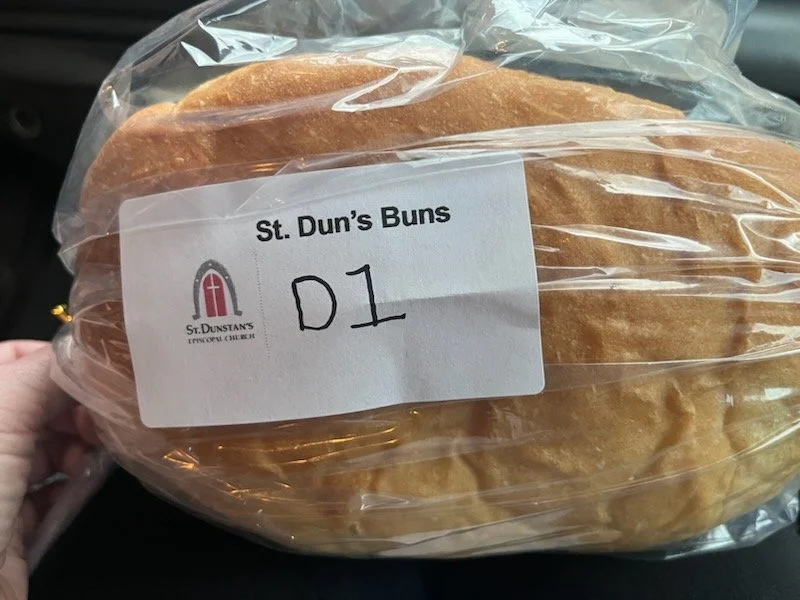 St. Dun's Buns
D1
ST. DUNSTAN'S
EPISCOPAL CHURCH